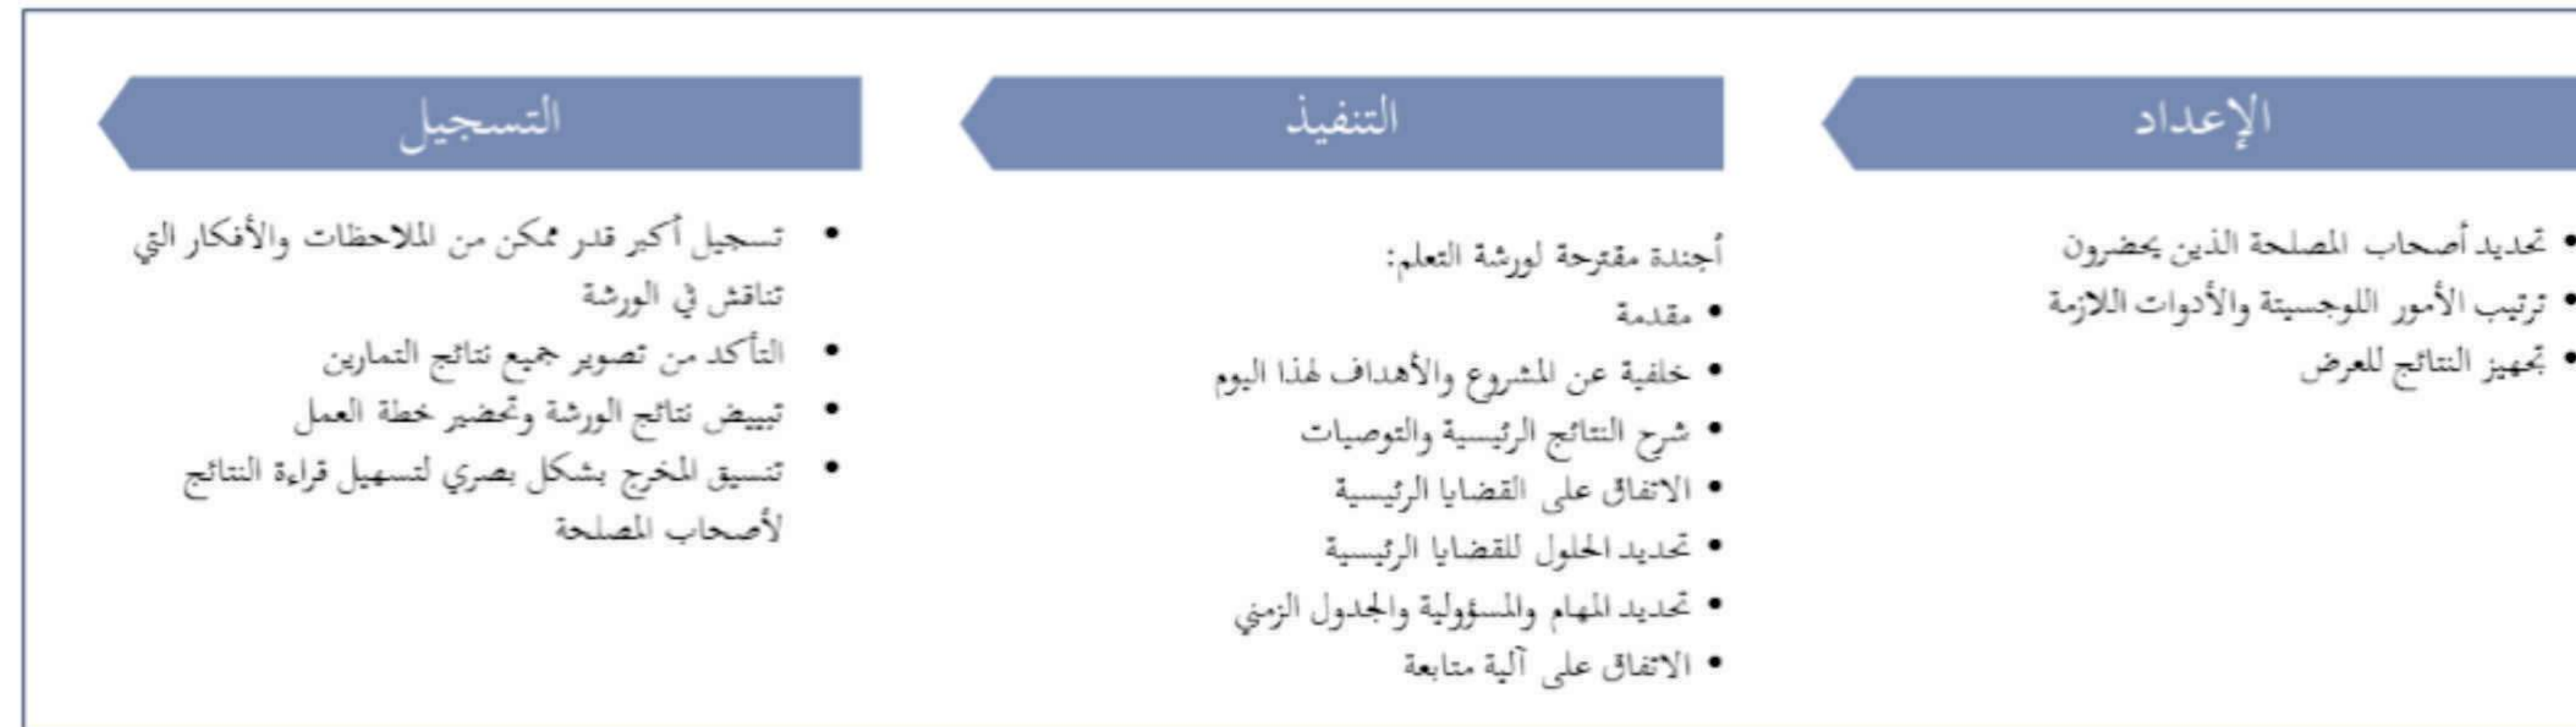 الإعداد
• تحديد أصحاب المصلحة الذين يحضرون
• ترتيب الأمور اللوجسيتة والأدوات اللازمة
• تجهيز النتائج للعرض
التنفيذ
أجندة مقترحة لورشة التعلم:
• مقدمة
• خلفية عن المشروع والأهداف لهذا اليوم
• شرح النتائج الرئيسية والتوصيات
• الاتفاق على القضايا الرئيسية
• تحديد الحلول للقضايا الرئيسية
• تحديد المهام والمسؤولية والجدول الزمني
• الاتفاق على آلية متابعة
التسجيل
• تسجيل أكبر قدر ممكن من الملاحظات والأفكار التي
تناقش في الورشة
• التأكد من تصوير جميع نتائج التمارين
• تبييض نتائج الورشة وتحضير خطة العمل
• تنسيق المخرج بشكل بصري لتسهيل قراءة النتائج
لأصحاب المصلحة